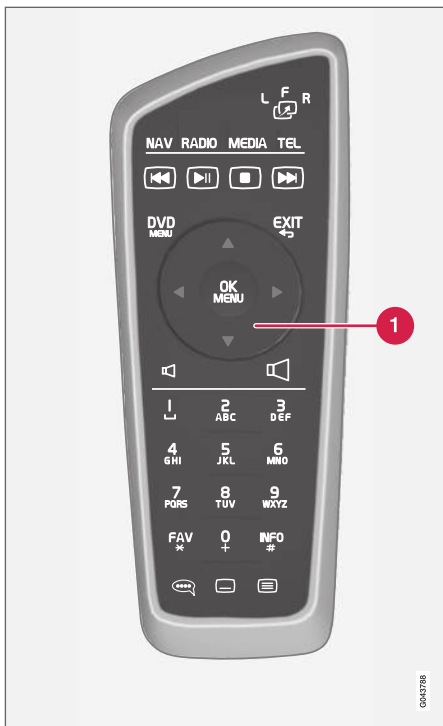 L F R
NAV RADIO MEDIA TEL
DVD EXIT
MENU
OK
MENU
1
1 2 3
ABC DEF
4 5 6
GHI JKL MNO
7 8 9
PQRS TUV WXYZ
FAV 0 INFO
* + #
G043788